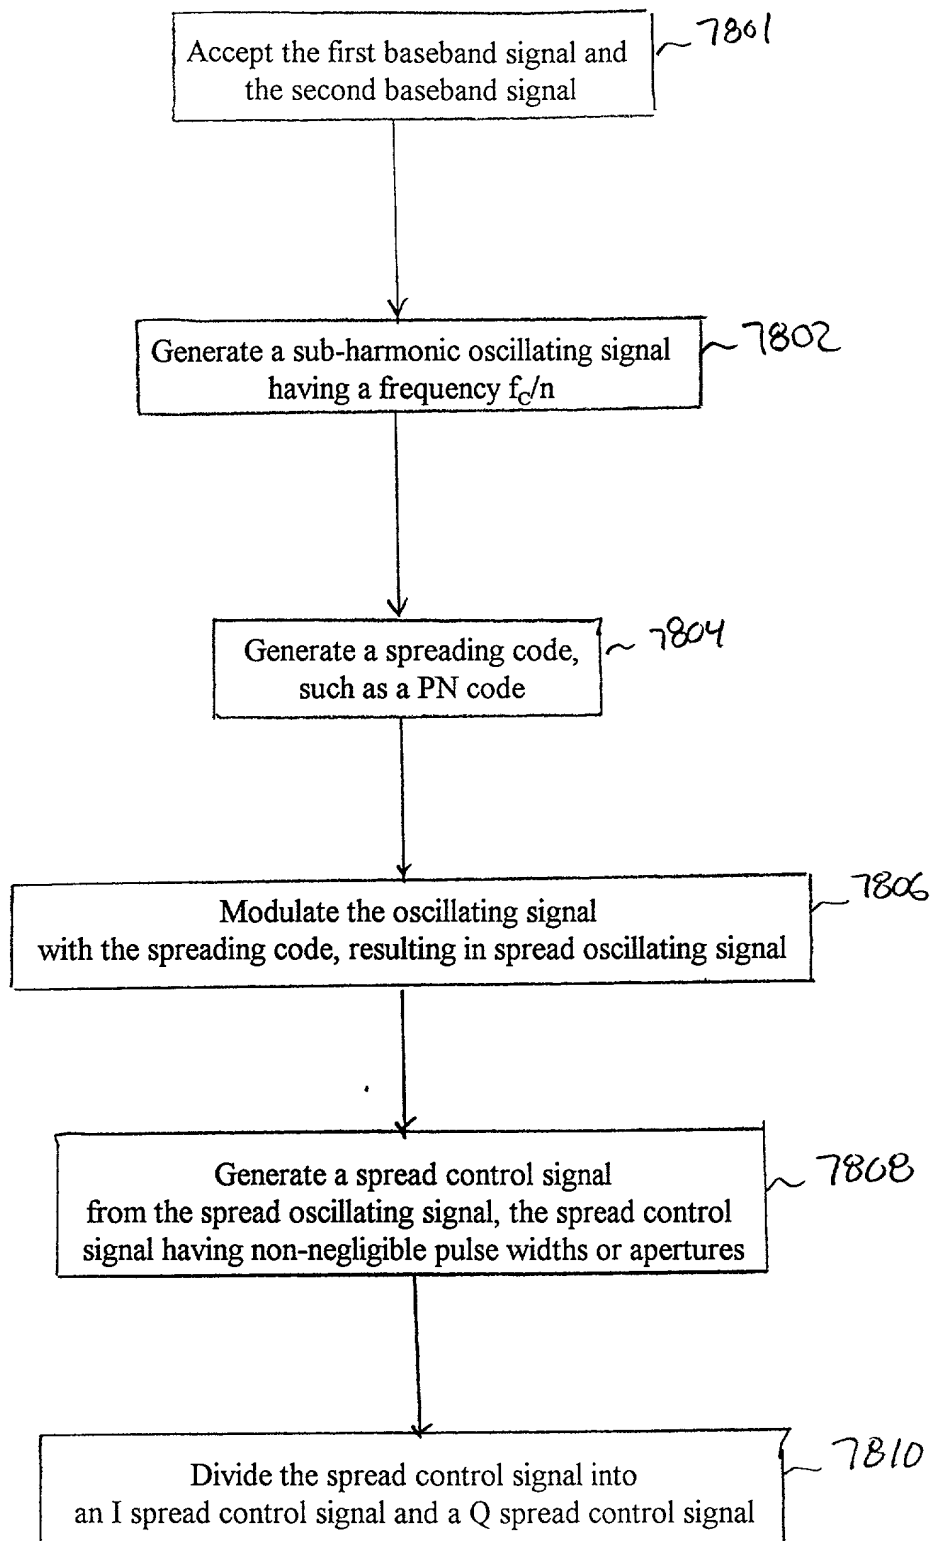 Accept the first baseband signal and
the second baseband signal
7801
Generate a sub-harmonic oscillating signal
having a frequency f_C/n
7802
Generate a spreading code,
such as a PN code
7804
Modulate the oscillating signal
with the spreading code, resulting in spread oscillating signal
7806
Generate a spread control signal
from the spread oscillating signal, the spread control
signal having non-negligible pulse widths or apertures
7808
Divide the spread control signal into
an I spread control signal and a Q spread control signal
7810